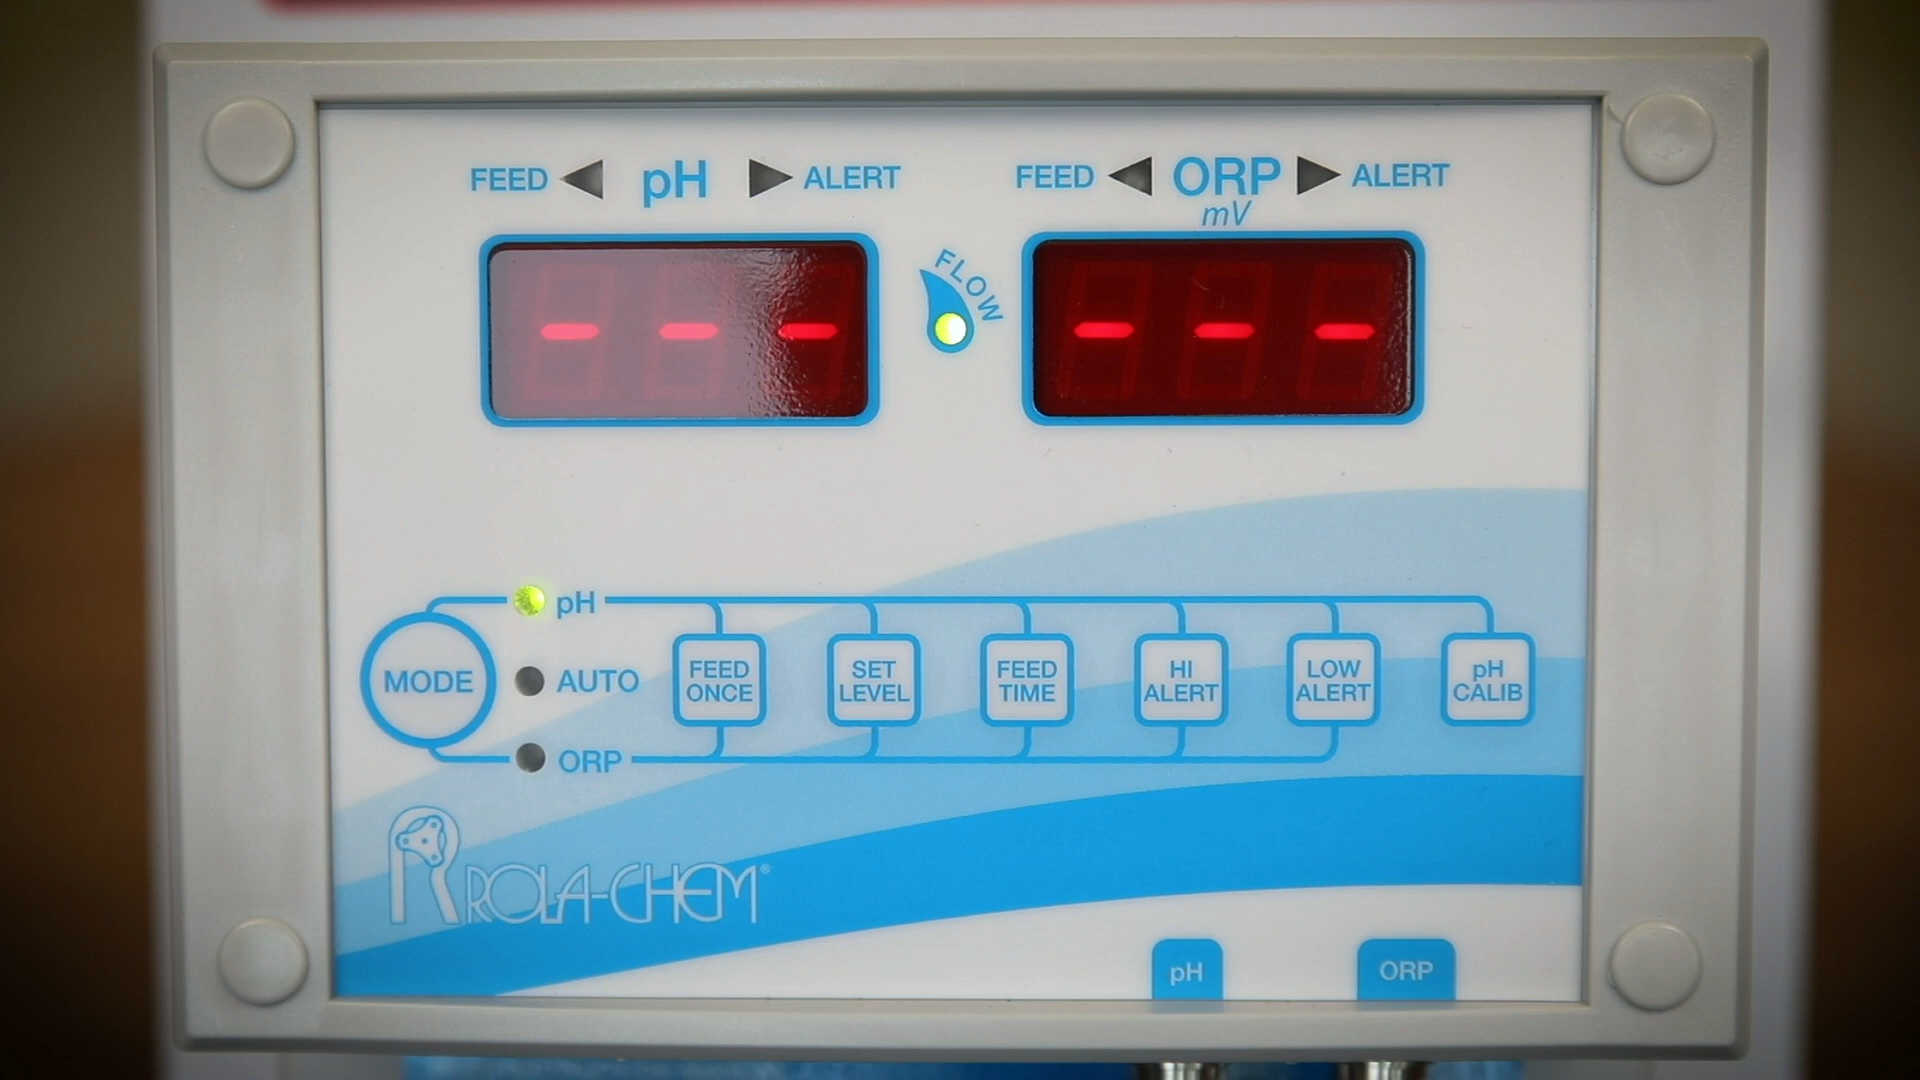 FEED pH ALERT
FEED ORP ALERT
mV
FLOW
- - -
- - -
pH
MODE
AUTO
ORP
FEED
ONCE
SET
LEVEL
FEED
TIME
HI
ALERT
LOW
ALERT
pH
CALIB
R ROLA-CHEM®
pH
ORP